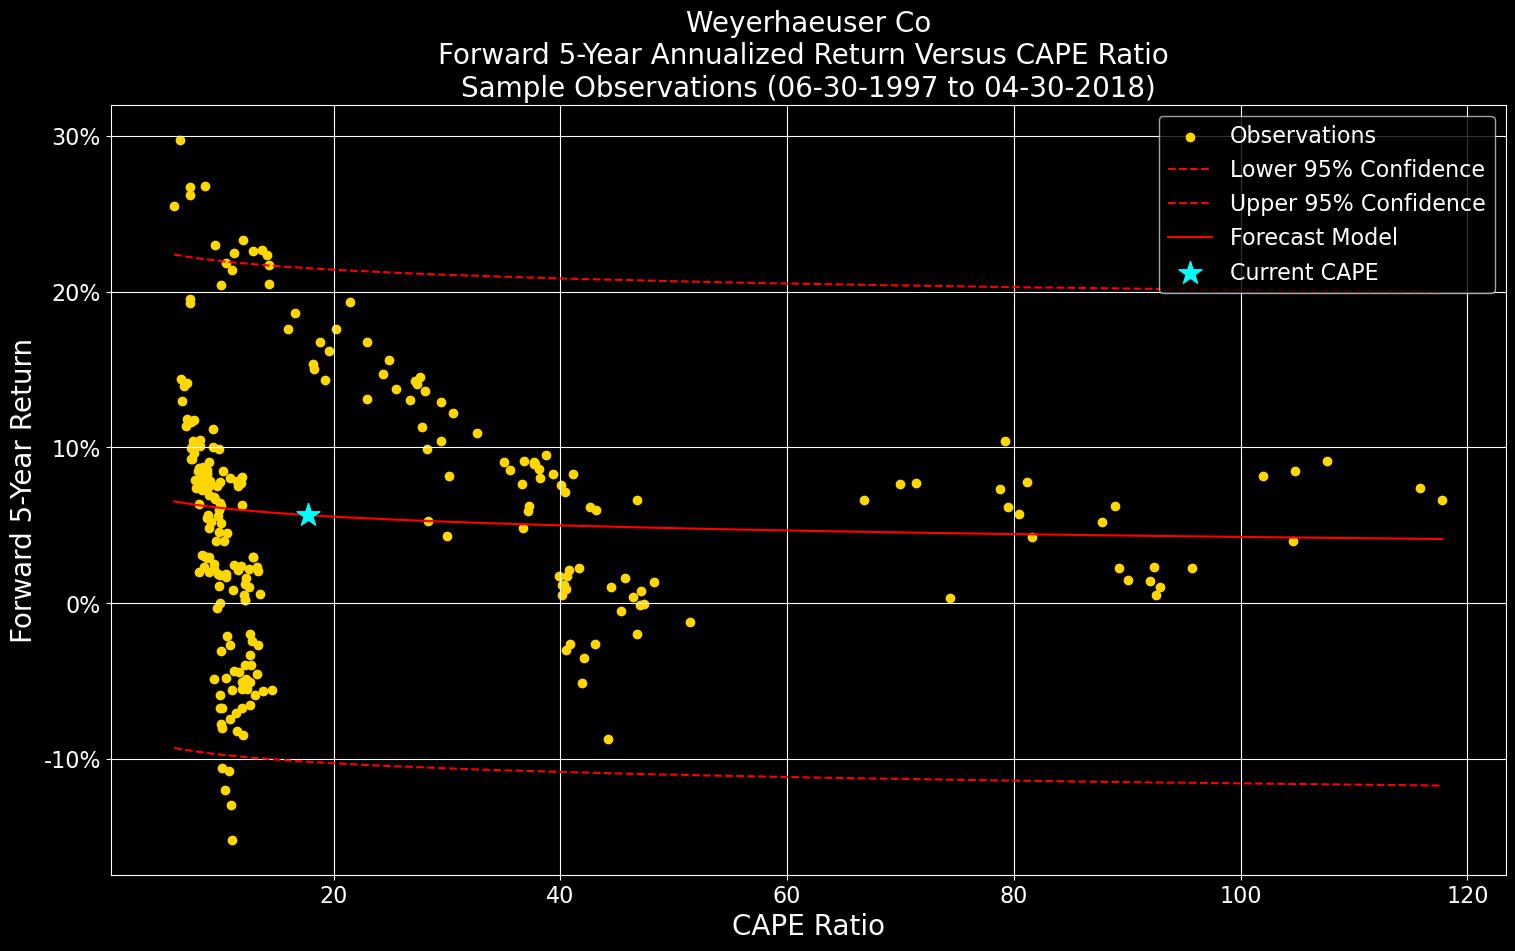 Weyerhaeuser Co
Forward 5-Year Annualized Return Versus CAPE Ratio
Sample Observations (06-30-1997 to 04-30-2018)
Forward 5-Year Return
30%
20%
10%
0%
-10%
Observations
Lower 95% Confidence
Upper 95% Confidence
Forecast Model
Current CAPE
20
40
60
80
100
120
CAPE Ratio